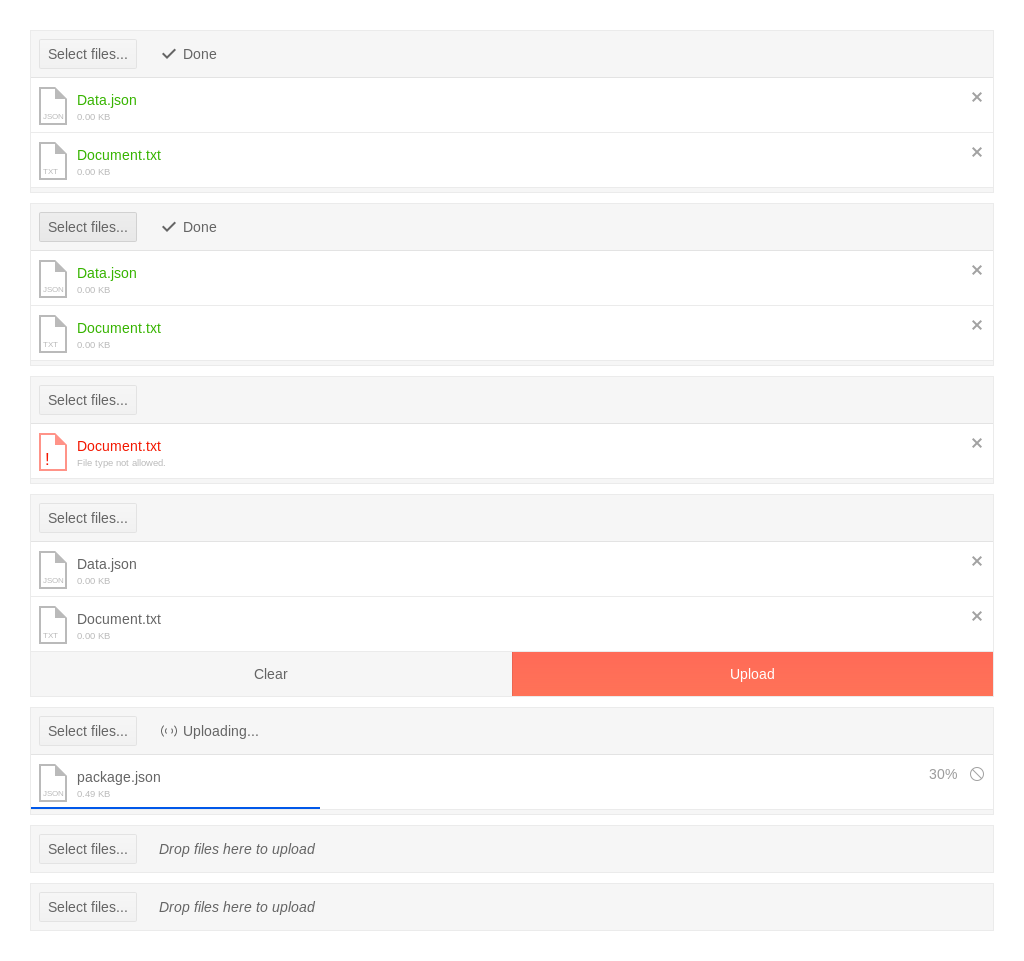 Select files... Done
Data.json
JSON
0.00 KB
Document.txt
TXT
0.00 KB
Select files... Done
Data.json
JSON
0.00 KB
Document.txt
TXT
0.00 KB
Select files...
Document.txt
!
File type not allowed.
Select files...
Data.json
JSON
0.00 KB
Document.txt
TXT
0.00 KB
Clear Upload
Select files... Uploading...
package.json 30%
JSON
0.49 KB
Select files... Drop files here to upload
Select files... Drop files here to upload